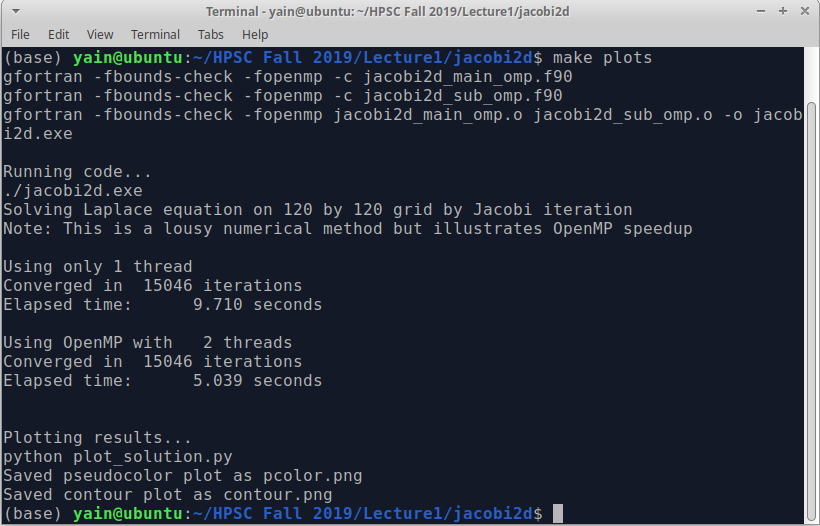 Terminal - yain@ubuntu: ~/HPSC Fall 2019/Lecture1/jacobi2d
File Edit View Terminal Tabs Help
(base) yain@ubuntu:~/HPSC Fall 2019/Lecture1/jacobi2d$ make plots
gfortran -fbounds-check -fopenmp -c jacobi2d_main_omp.f90
gfortran -fbounds-check -fopenmp -c jacobi2d_sub_omp.f90
gfortran -fbounds-check -fopenmp jacobi2d_main_omp.o jacobi2d_sub_omp.o -o jacob
i2d.exe
Running code...
./jacobi2d.exe
Solving Laplace equation on 120 by 120 grid by Jacobi iteration
Note: This is a lousy numerical method but illustrates OpenMP speedup
Using only 1 thread
Converged in  15046 iterations
Elapsed time:      9.710 seconds
Using OpenMP with   2 threads
Converged in  15046 iterations
Elapsed time:      5.039 seconds
Plotting results...
python plot_solution.py
Saved pseudocolor plot as pcolor.png
Saved contour plot as contour.png
(base) yain@ubuntu:~/HPSC Fall 2019/Lecture1/jacobi2d$